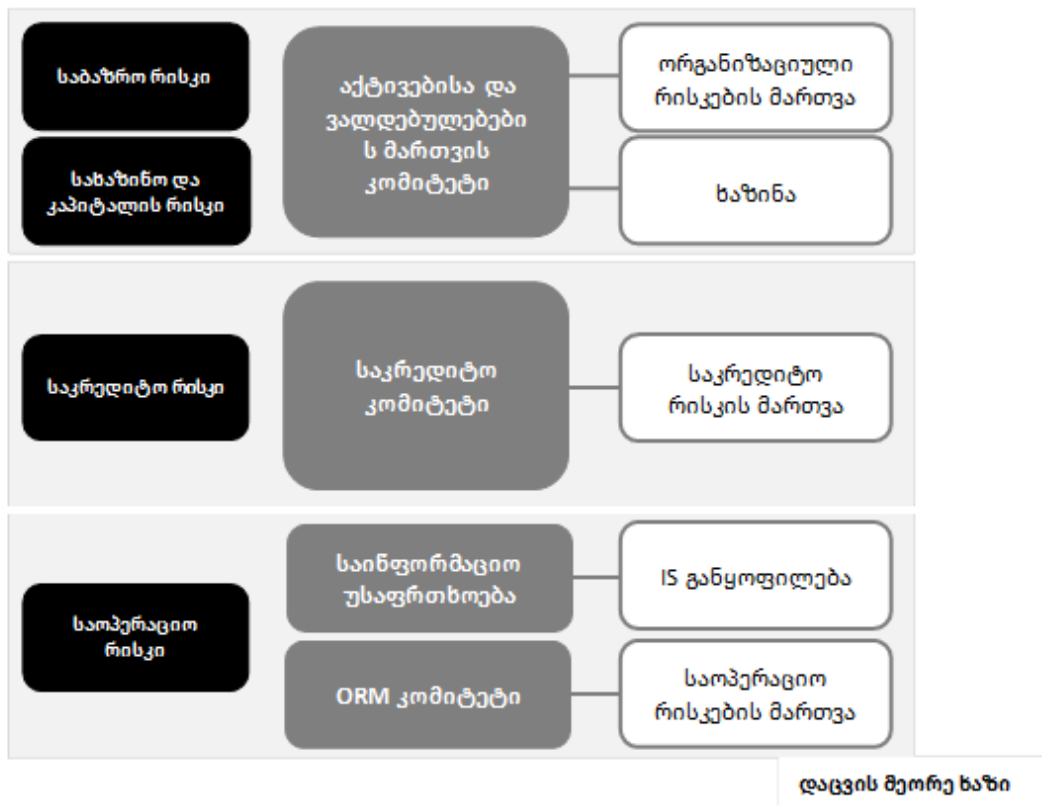 საბაზრო რისკი
სახაზინო და
კაპიტალის რისკი
აქტივებისა და
ვალდებულებები
ს მართვის
კომიტეტი
ორგანიზაციული
რისკების მართვა
ხაზინა
საკრედიტო რისკი
საკრედიტო
კომიტეტი
საკრედიტო
რისკის მართვა
საოპერაციო
რისკი
საინფორმაციო
უსაფრთხოება
IS განყოფილება
ORM კომიტეტი
საოპერაციო
რისკების მართვა
დაცვის მეორე ხაზი